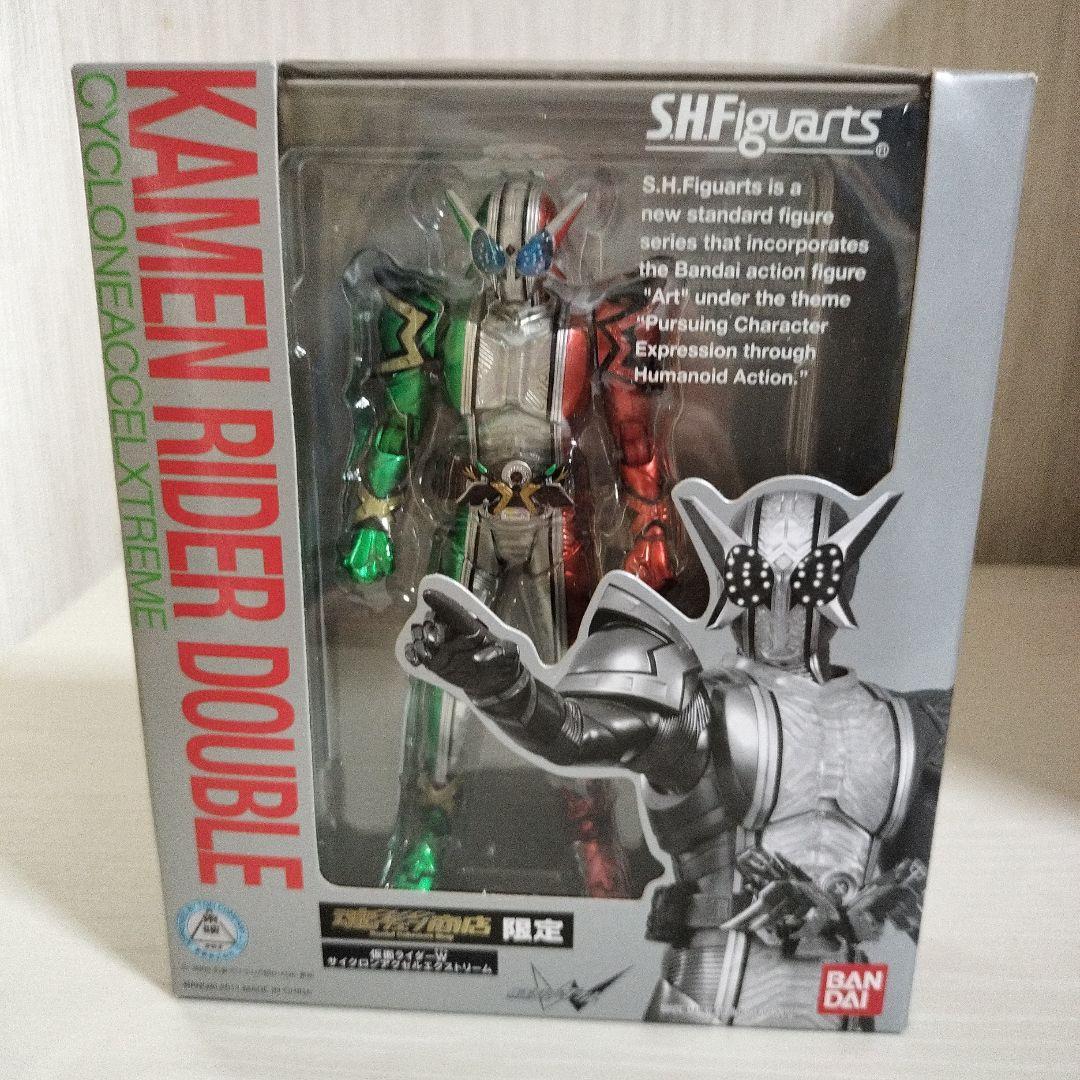 KAMEN RIDER DOUBLE
CYCLONEACCELXTREME
S.H.Figuarts
S.H.Figuarts is a
new standard figure
series that incorporates
the Bandai action figure
"Art" under the theme
"Pursuing Character
Expression through
Humanoid Action."
魂ウェブ商店 限定
仮面ライダーW
サイクロンアクセルエクストリーム
BANDAI 2011 MADE IN CHINA
BAN
DAI